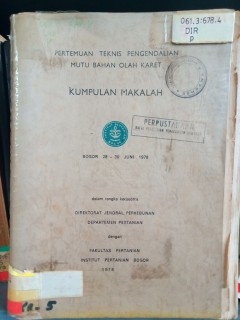 061.3:678.4
DIR
P
PERTEMUAN TEKNIS PENGENDALIAN
MUTU BAHAN OLAH KARET
KUMPULAN MAKALAH
PERPUSTAKAAN
BOGOR 28 - 30 JUNI 1978
dalam rangka kerjasama
DIREKTORAT JENDRAL PERKEBUNAN
DEPARTEMEN PERTANIAN
dengan
FAKULTAS PERTANIAN
INSTITUT PERTANIAN BOGOR
1978